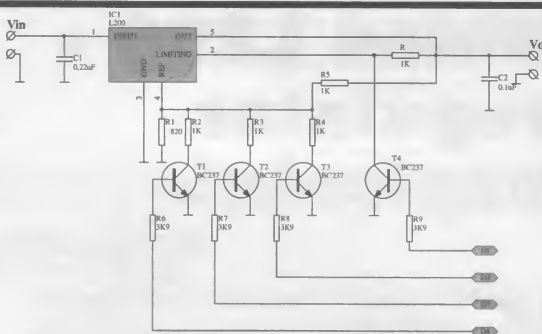 IC1
L200
Vin
1
INPUT
OUT
5
LIMITING
2
GND
REF
3
4
C1
0,22uF
R
1K
Vo
C2
0.1uF
R5
1K
R1
820
R2
1K
R3
1K
R4
1K
T1
BC237
T2
BC237
T3
BC237
T4
BC237
R6
3K9
R7
3K9
R8
3K9
R9
3K9